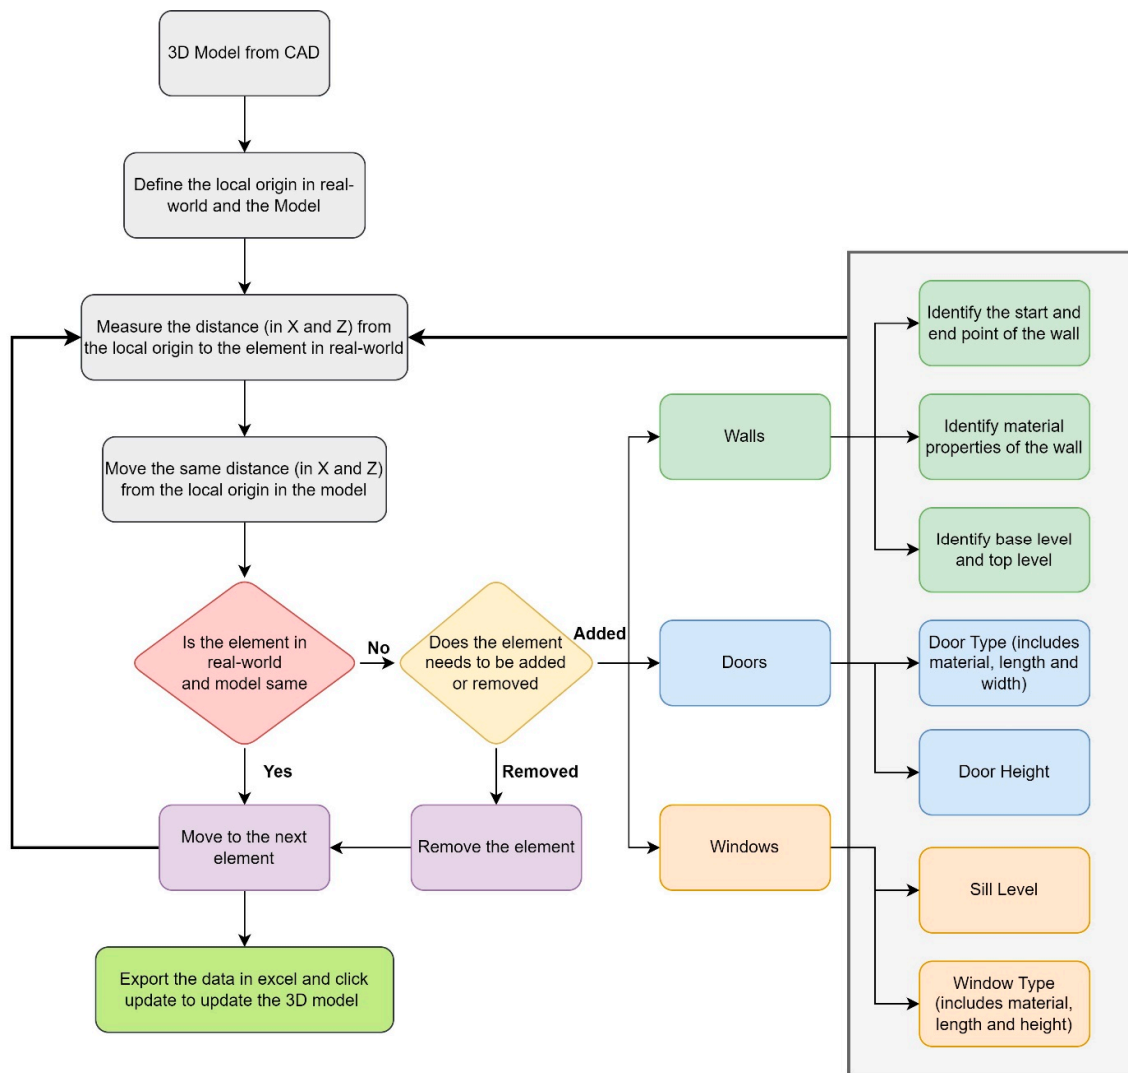 3D Model from CAD
Define the local origin in real-
world and the Model
Measure the distance (in X and Z) from
the local origin to the element in real-world
Move the same distance (in X and Z)
from the local origin in the model
Is the element in
real-world
and model same
No
Does the element
needs to be added
or removed
Added
Yes
Removed
Move to the next
element
Remove the element
Export the data in excel and click
update to update the 3D model
Walls
Doors
Windows
Identify the start and
end point of the wall
Identify material
properties of the wall
Identify base level
and top level
Door Type (includes
material, length and
width)
Door Height
Sill Level
Window Type
(includes material,
length and height)